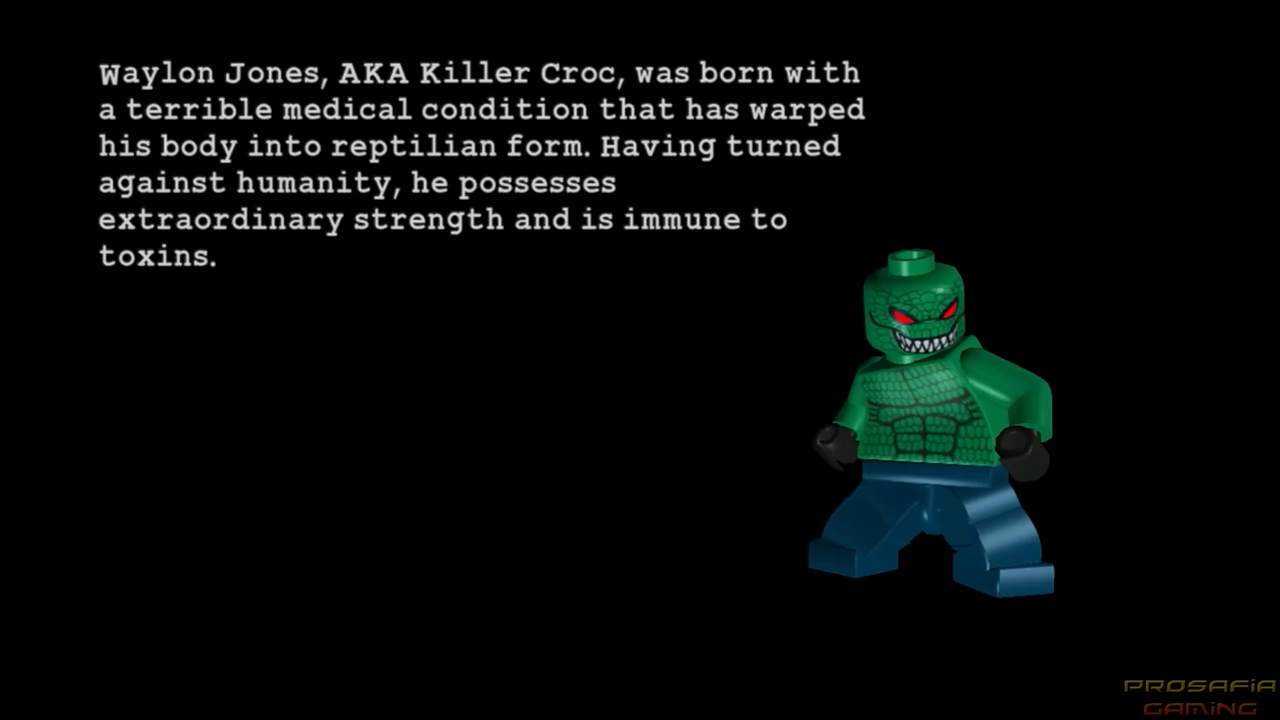 Waylon Jones, AKA Killer Croc, was born with
a terrible medical condition that has warped
his body into reptilian form. Having turned
against humanity, he possesses
extraordinary strength and is immune to
toxins.
PROSAFiA
GAMiNG